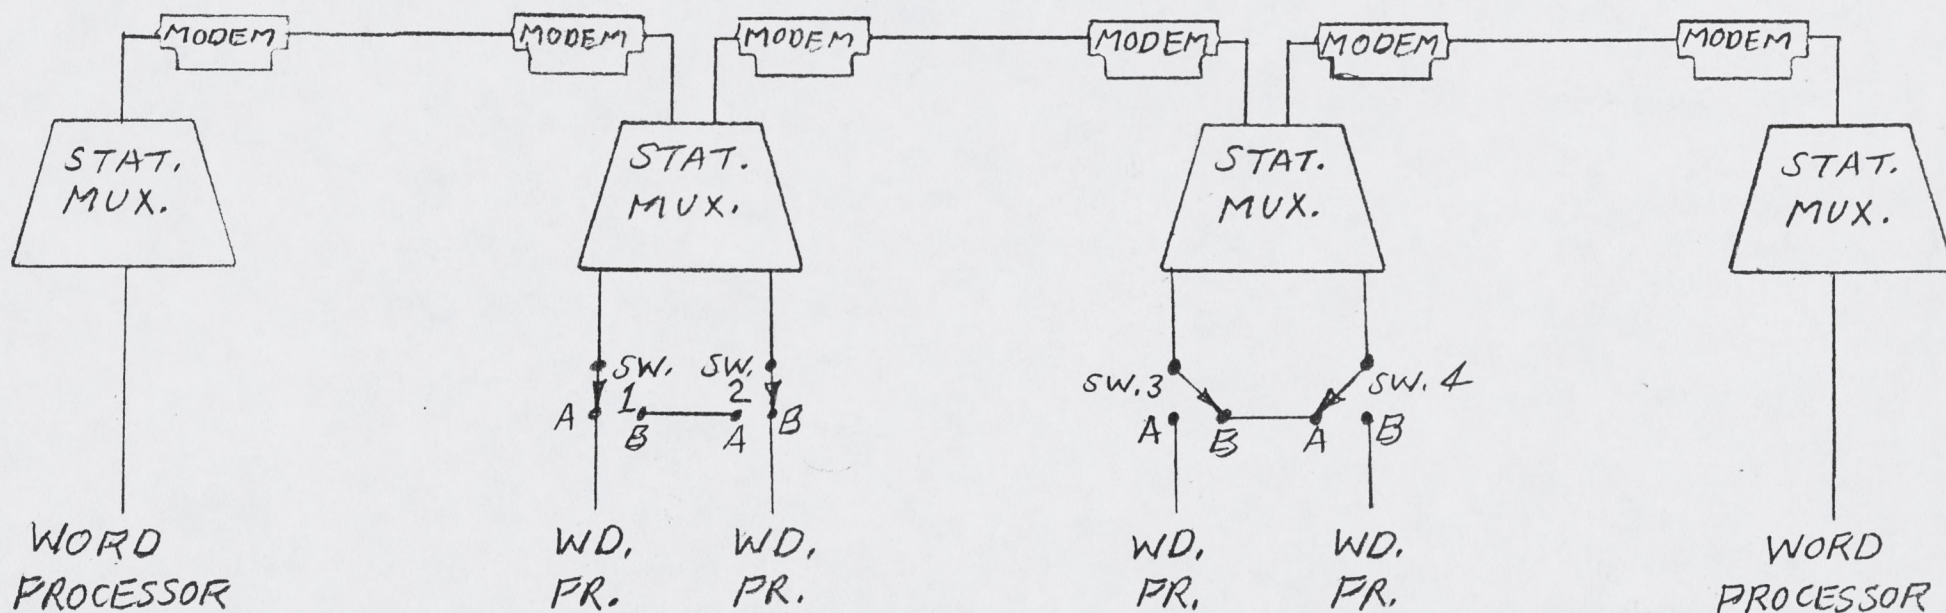 MODEM
MODEM
MODEM
MODEM
MODEM
MODEM
STAT.
MUX.
STAT.
MUX.
STAT.
MUX.
STAT.
MUX.
SW.
1
SW.
2
A
B
A
B
SW.3
SW.4
A
B
A
B
WORD
PROCESSOR
WD.
PR.
WD.
PR.
WD.
PR.
WD.
PR.
WORD
PROCESSOR